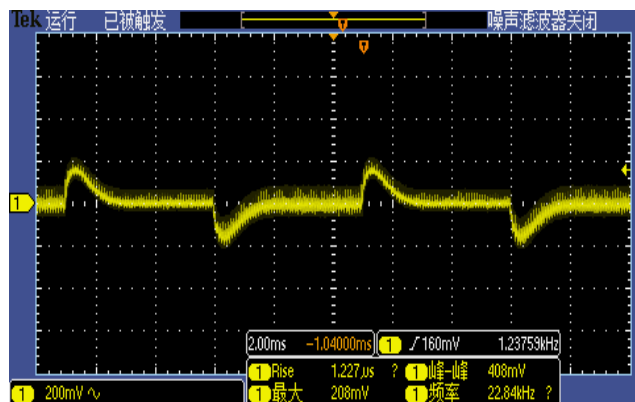 Tek 运行 已被触发 噪声滤波器关闭
1
2.00ms -1.04000ms 1 160mV 1.23759kHz
1 Rise 1.227µs ? 1 峰-峰 408mV
1 200mV 1 最大 208mV 1 频率 22.84kHz ?